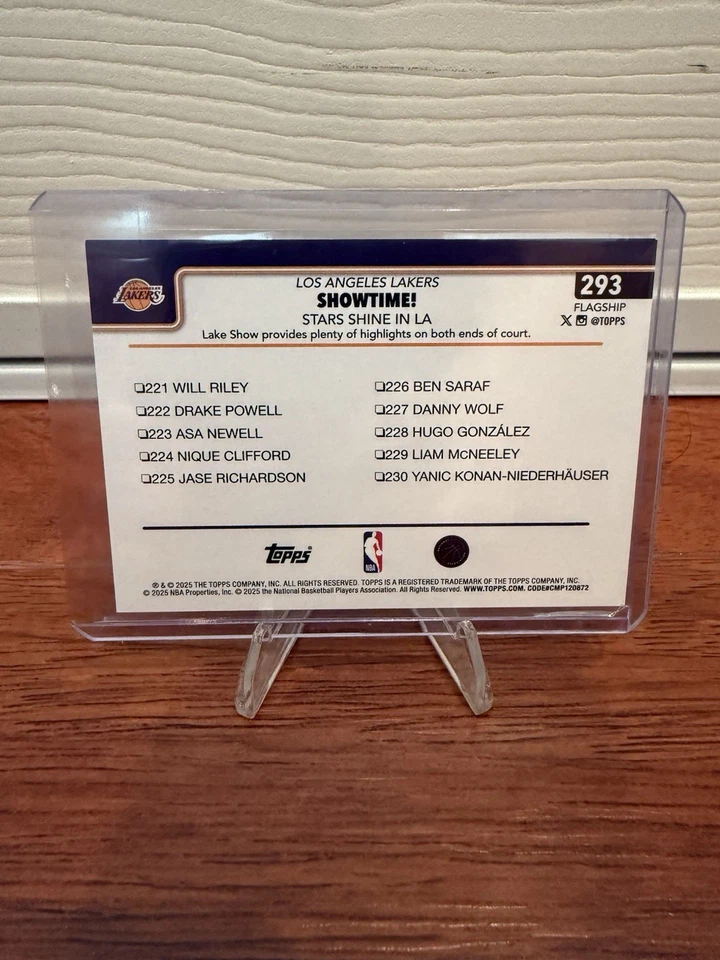 LOS ANGELES LAKERS
LOS ANGELES
LAKERS
SHOWTIME!
STARS SHINE IN LA
Lake Show provides plenty of highlights on both ends of court.
293
FLAGSHIP
X @TOPPS
❏221 WILL RILEY
❏222 DRAKE POWELL
❏223 ASA NEWELL
❏224 NIQUE CLIFFORD
❏225 JASE RICHARDSON
❏226 BEN SARAF
❏227 DANNY WOLF
❏228 HUGO GONZÁLEZ
❏229 LIAM McNEELEY
❏230 YANIC KONAN-NIEDERHÄUSER
topps®
NBA
® & © 2025 THE TOPPS COMPANY, INC. ALL RIGHTS RESERVED. TOPPS IS A REGISTERED TRADEMARK OF THE TOPPS COMPANY, INC.
© 2025 NBA Properties, Inc. © 2025 the National Basketball Players Association. All Rights Reserved. WWW.TOPPS.COM. CODE#CMP120872